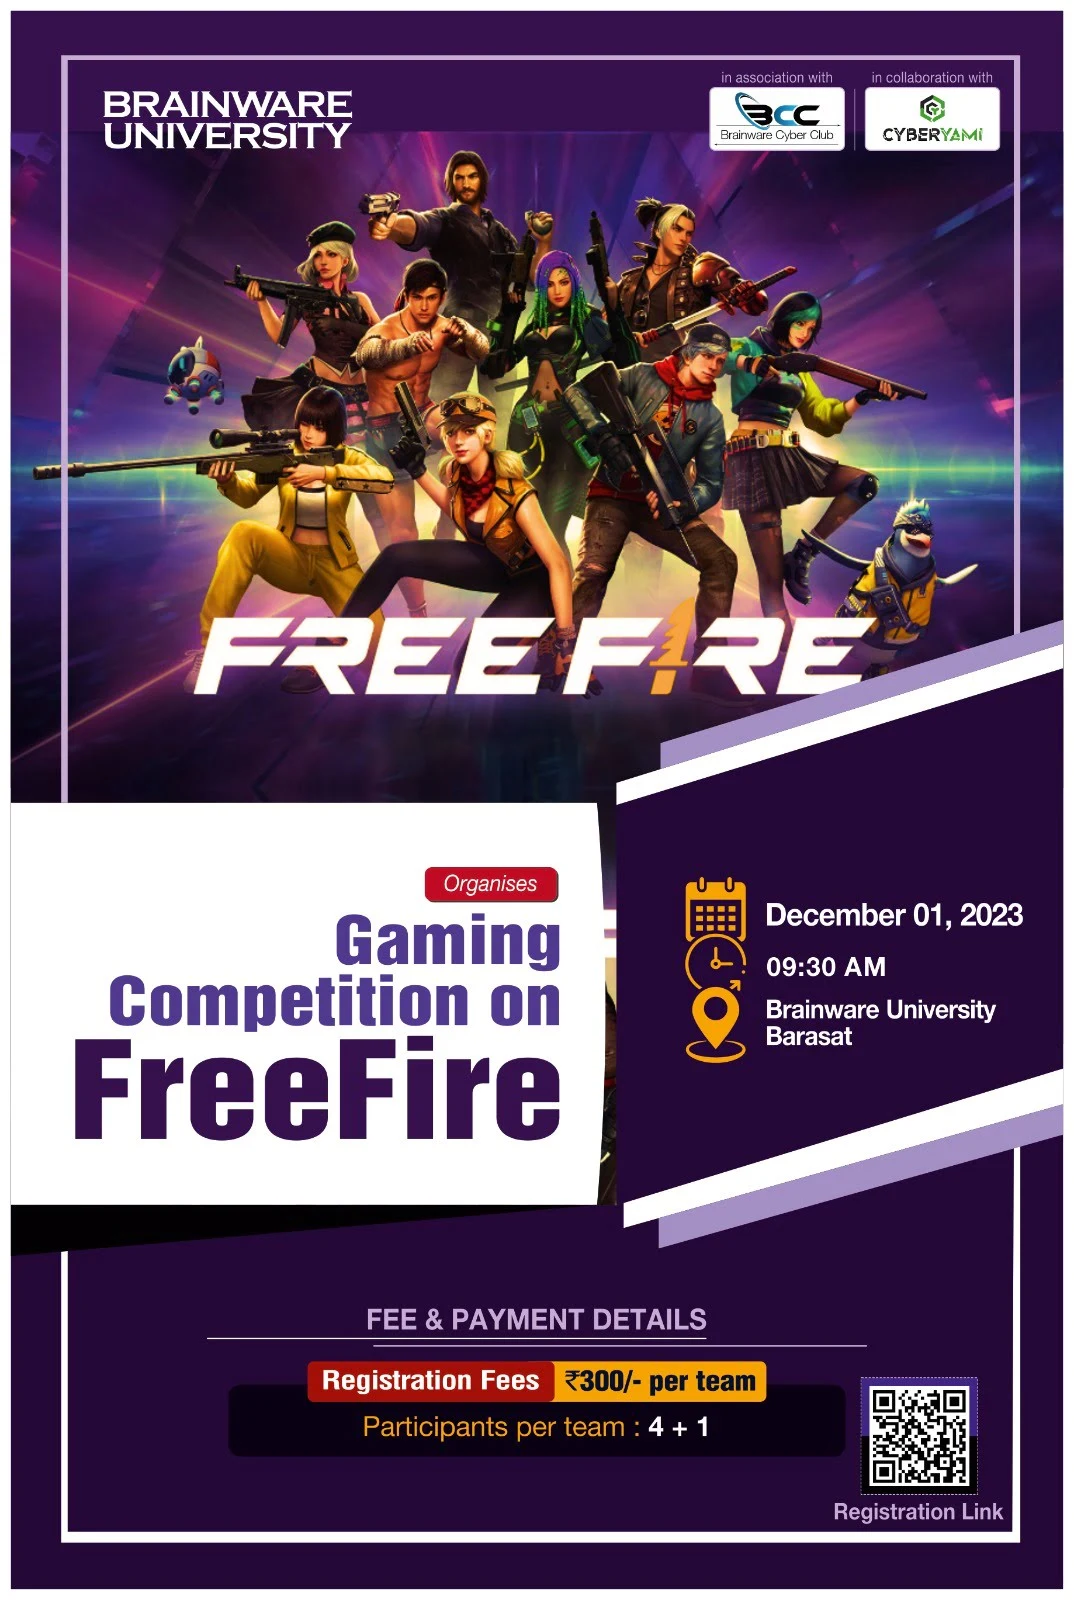 BRAINWARE
UNIVERSITY
in association with
BCC
Brainware Cyber Club
in collaboration with
CYBERYAMI
FREE FIRE
Organises
Gaming
Competition on
FreeFire
December 01, 2023
09:30 AM
Brainware University
Barasat
FEE & PAYMENT DETAILS
Registration Fees ₹300/- per team
Participants per team : 4 + 1
Registration Link